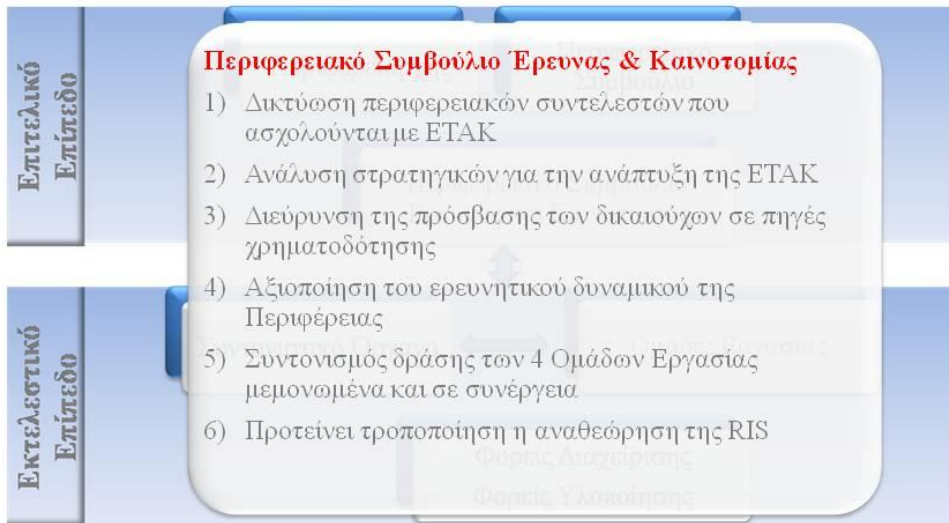 Επιτελικό
Επίπεδο
Περιφερειακό Συμβούλιο Έρευνας & Καινοτομίας
1) Δικτύωση περιφερειακών συντελεστών που
ασχολούνται με ΕΤΑΚ
2) Ανάλυση στρατηγικών για την ανάπτυξη της ΕΤΑΚ
3) Διεύρυνση της πρόσβασης των δικαιούχων σε πηγές
χρηματοδότησης
4) Αξιοποίηση του ερευνητικού δυναμικού της
Περιφέρειας
5) Συντονισμός δράσης των 4 Ομάδων Εργασίας
μεμονωμένα και σε συνέργεια
6) Προτείνει τροποποίηση η αναθεώρηση της RIS
Εκτελεστικό
Επίπεδο
Φορείς Διαχείρισης
Φορείς Υλοποίησης